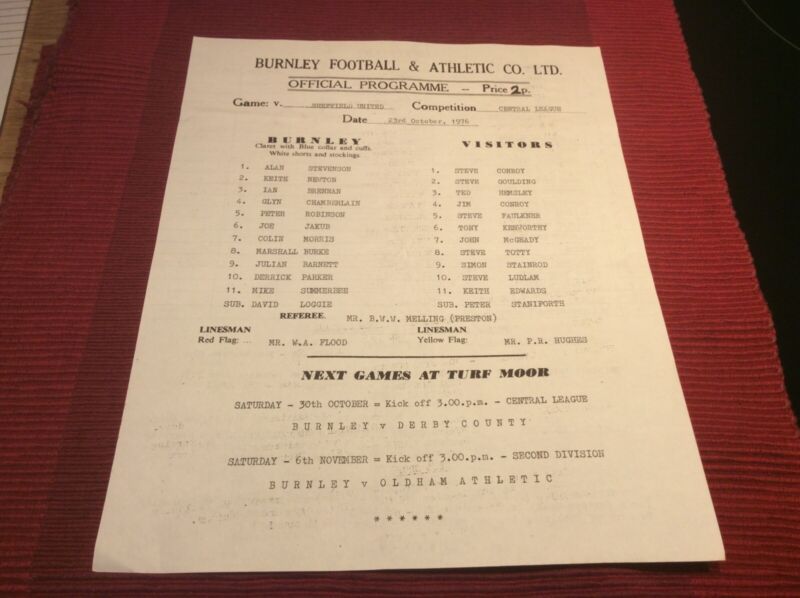 BURNLEY FOOTBALL & ATHLETIC CO. LTD.
OFFICIAL PROGRAMME – Price 2p.
Game: v. SHEFFIELD UNITED Competition CENTRAL LEAGUE
Date 23rd October, 1976
BURNLEY VISITORS
Claret with Blue collar and cuffs.
White shorts and stockings.
1. ALAN STEVENSON 1. STEVE CONROY
2. KEITH NEWTON 2. STEVE GOULDING
3. IAN BRENNAN 3. TED HEMSLEY
4. GLYN CHAMBERLAIN 4. JIM CONROY
5. PETER ROBINSON 5. STEVE FAULKNER
6. JOE JAKUB 6. TONY KENWORTHY
7. COLIN MORRIS 7. JOHN McGEADY
8. MARSHALL BURKE 8. STEVE TOTTY
9. JULIAN BARNETT 9. SIMON STAINROD
10. DERRICK PARKER 10. STEVE LUDLAM
11. MIKE SUMMERBEE 11. KEITH EDWARDS
SUB. DAVID LOGGIE SUB. PETER STANIFORTH
REFEREE. MR. B.W.W. MELLING (PRESTON)
LINESMAN LINESMAN
Red Flag: ... MR. W.A. FLOOD Yellow Flag: MR. P.R. HUGHES
NEXT GAMES AT TURF MOOR
SATURDAY - 30th OCTOBER = Kick off 3.00.p.m. - CENTRAL LEAGUE
BURNLEY v DERBY COUNTY
SATURDAY - 6th NOVEMBER = Kick off 3.00.p.m. - SECOND DIVISION
BURNLEY v OLDHAM ATHLETIC
* * * * * *